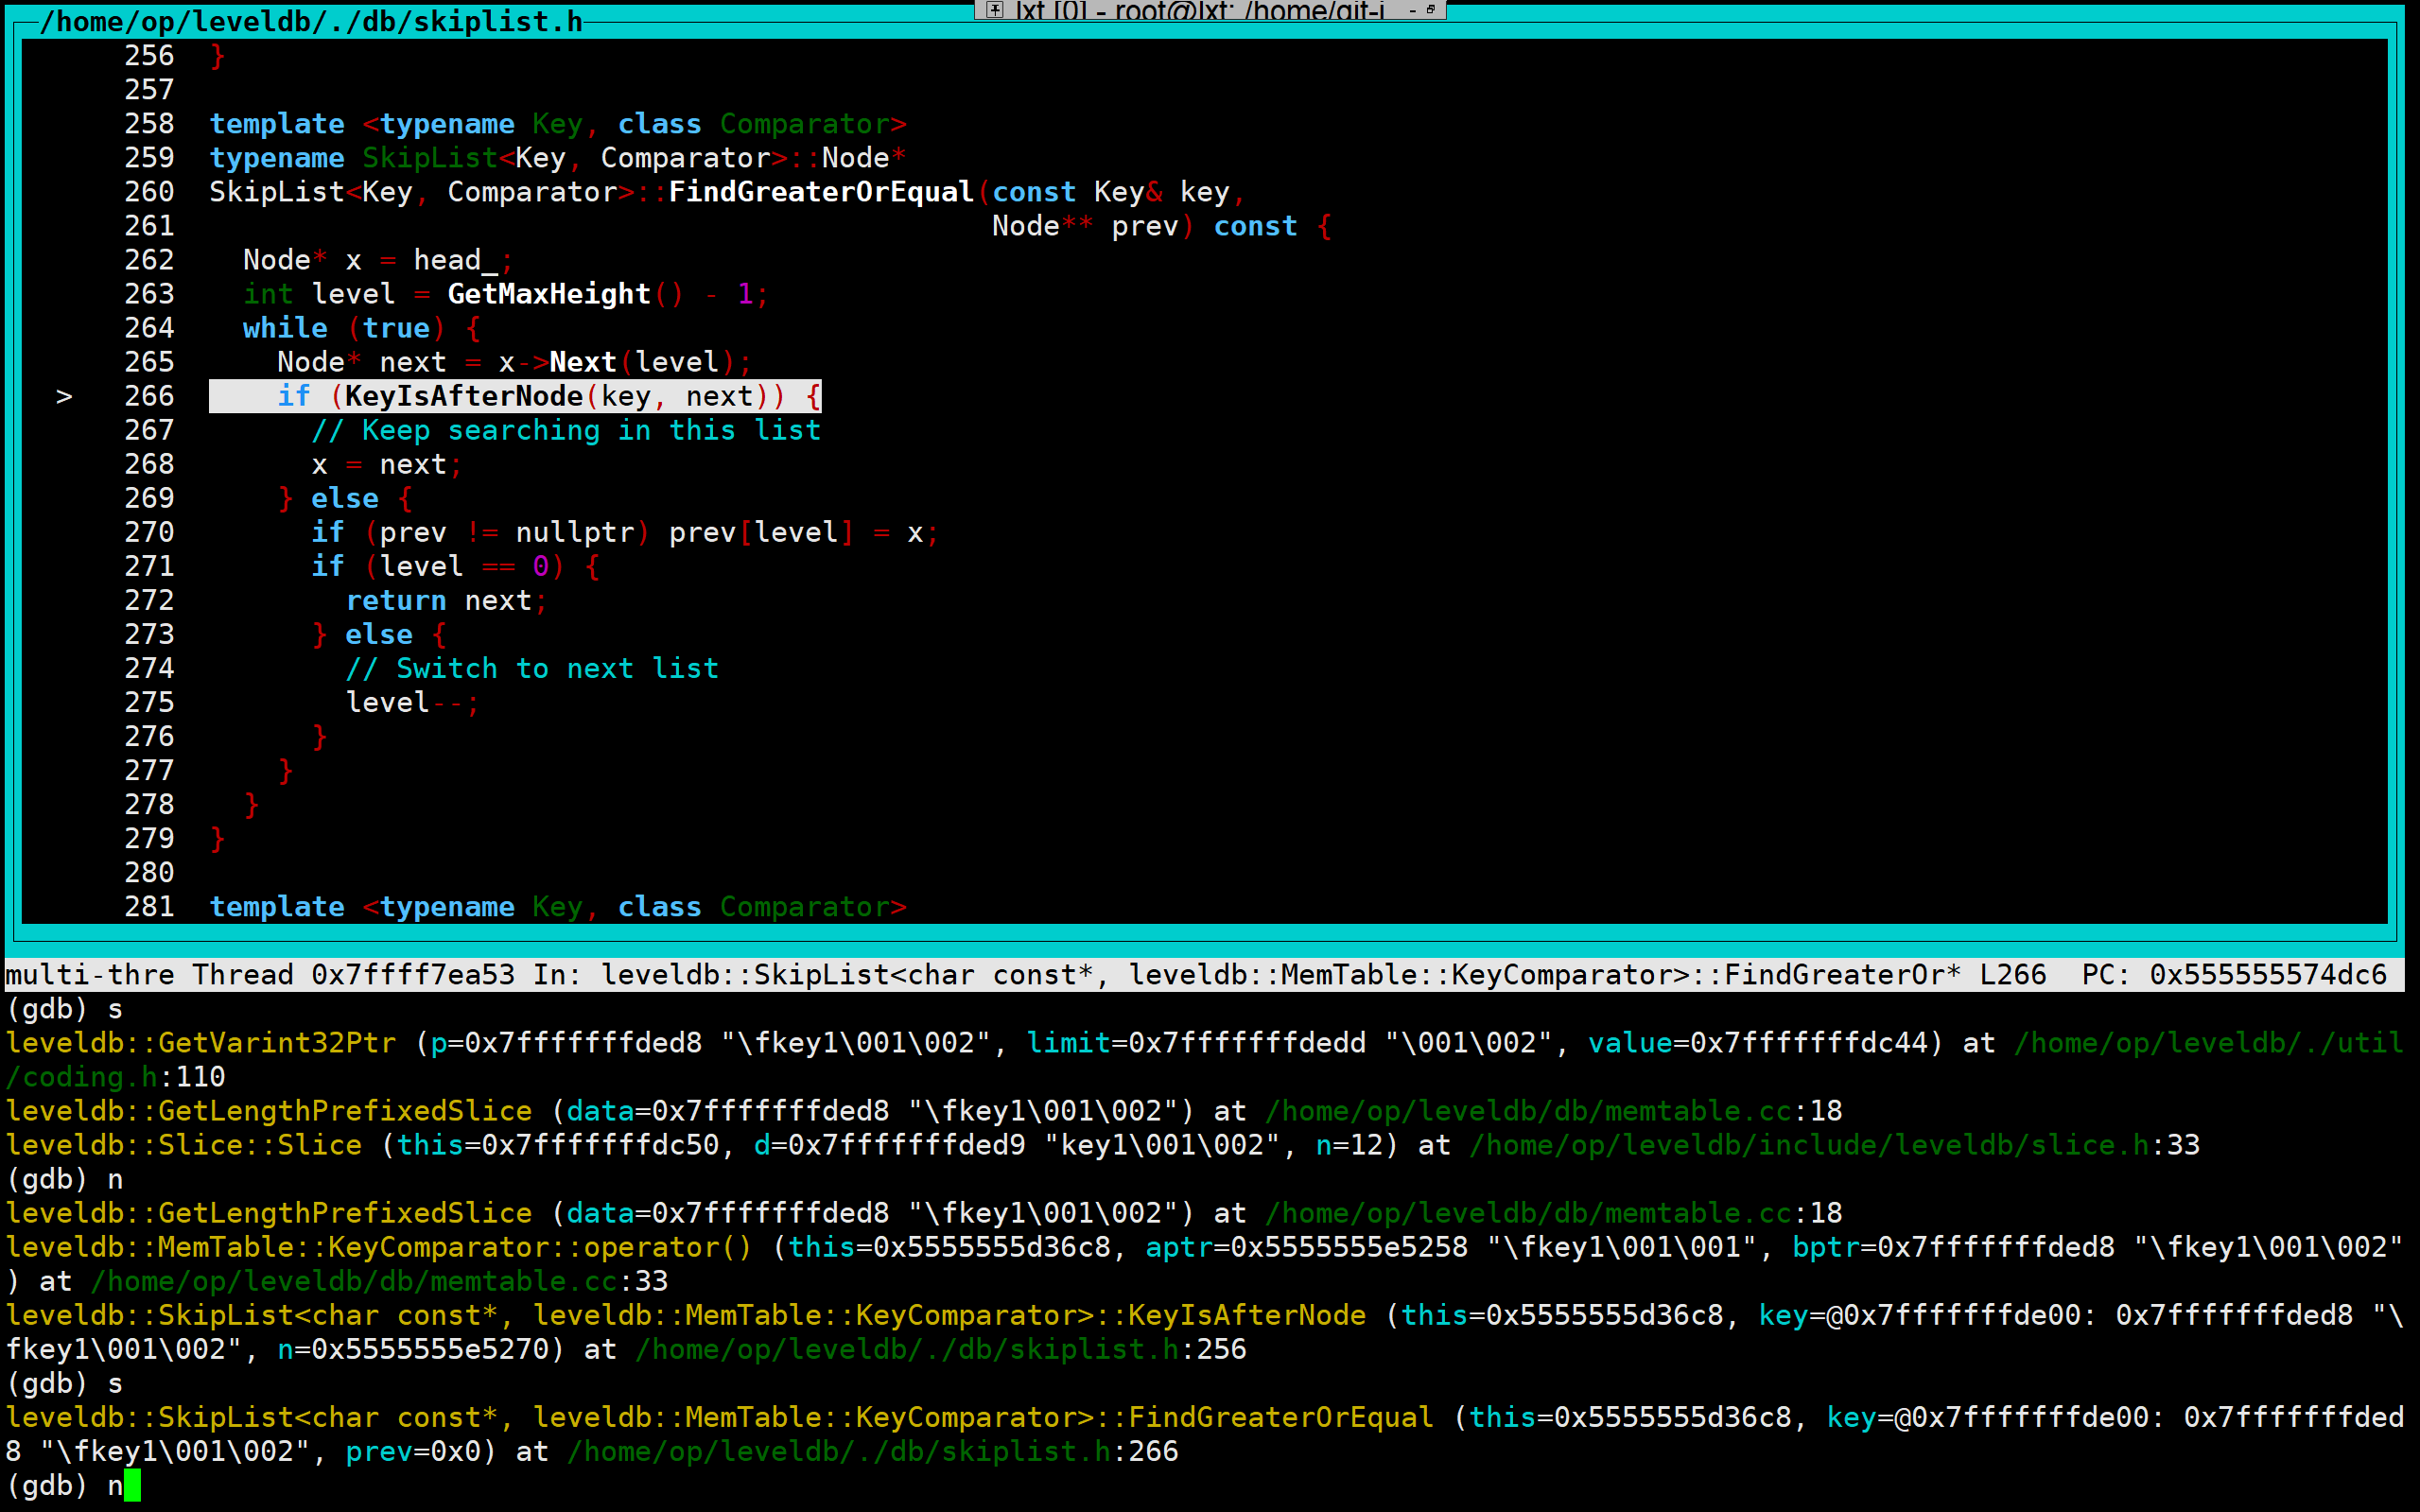 lxt [0] - root@lxt: /home/git-i
/home/op/leveldb/./db/skiplist.h
256 }
257
258 template <typename Key, class Comparator>
259 typename SkipList<Key, Comparator>::Node*
260 SkipList<Key, Comparator>::FindGreaterOrEqual(const Key& key,
261 Node** prev) const {
262 Node* x = head_;
263 int level = GetMaxHeight() - 1;
264 while (true) {
265 Node* next = x->Next(level);
> 266 if (KeyIsAfterNode(key, next)) {
267 // Keep searching in this list
268 x = next;
269 } else {
270 if (prev != nullptr) prev[level] = x;
271 if (level == 0) {
272 return next;
273 } else {
274 // Switch to next list
275 level--;
276 }
277 }
278 }
279 }
280
281 template <typename Key, class Comparator>
multi-thre Thread 0x7ffff7ea53 In: leveldb::SkipList<char const*, leveldb::MemTable::KeyComparator>::FindGreaterOr* L266 PC: 0x555555574dc6
(gdb) s
leveldb::GetVarint32Ptr (p=0x7fffffffded8 "\fkey1\001\002", limit=0x7fffffffdedd "\001\002", value=0x7fffffffdc44) at /home/op/leveldb/./util
/coding.h:110
leveldb::GetLengthPrefixedSlice (data=0x7fffffffded8 "\fkey1\001\002") at /home/op/leveldb/db/memtable.cc:18
leveldb::Slice::Slice (this=0x7fffffffdc50, d=0x7fffffffded9 "key1\001\002", n=12) at /home/op/leveldb/include/leveldb/slice.h:33
(gdb) n
leveldb::GetLengthPrefixedSlice (data=0x7fffffffded8 "\fkey1\001\002") at /home/op/leveldb/db/memtable.cc:18
leveldb::MemTable::KeyComparator::operator() (this=0x5555555d36c8, aptr=0x5555555e5258 "\fkey1\001\001", bptr=0x7fffffffded8 "\fkey1\001\002"
) at /home/op/leveldb/db/memtable.cc:33
leveldb::SkipList<char const*, leveldb::MemTable::KeyComparator>::KeyIsAfterNode (this=0x5555555d36c8, key=@0x7fffffffde00: 0x7fffffffded8 "\
fkey1\001\002", n=0x5555555e5270) at /home/op/leveldb/./db/skiplist.h:256
(gdb) s
leveldb::SkipList<char const*, leveldb::MemTable::KeyComparator>::FindGreaterOrEqual (this=0x5555555d36c8, key=@0x7fffffffde00: 0x7fffffffded
8 "\fkey1\001\002", prev=0x0) at /home/op/leveldb/./db/skiplist.h:266
(gdb) n